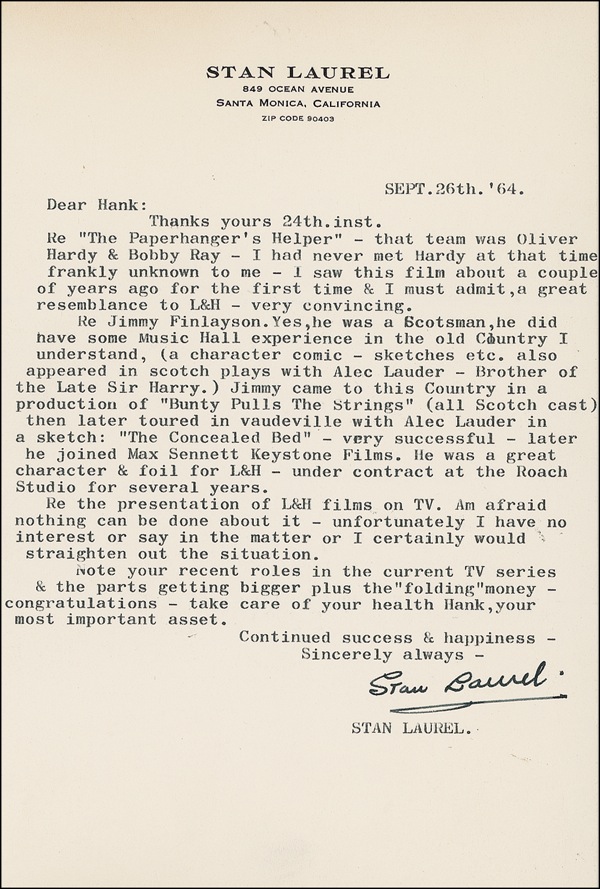 STAN LAUREL
849 OCEAN AVENUE
SANTA MONICA, CALIFORNIA
ZIP CODE 90403
SEPT.26th.'64.
Dear Hank:
Thanks yours 24th.inst.
Re "The Paperhanger's Helper" - that team was Oliver
Hardy & Bobby Ray - I had never met Hardy at that time
frankly unknown to me - I saw this film about a couple
of years ago for the first time & I must admit,a great
resemblance to L&H - very convincing.
Re Jimmy Finlayson.Yes,he was a Scotsman,he did
have some Music Hall experience in the old Country I
understand, (a character comic - sketches etc. also
appeared in scotch plays with Alec Lauder - Brother of
the Late Sir Harry.) Jimmy came to this Country in a
production of "Bunty Pulls The Strings" (all Scotch cast)
then later toured in vaudeville with Alec Lauder in
a sketch: "The Concealed Bed" - very successful - later
he joined Max Sennett Keystone Films. He was a great
character & foil for L&H - under contract at the Roach
Studio for several years.
Re the presentation of L&H films on TV. Am afraid
nothing can be done about it - unfortunately I have no
interest or say in the matter or I certainly would
straighten out the situation.
Note your recent roles in the current TV series
& the parts getting bigger plus the"folding"money -
congratulations - take care of your health Hank,your
most important asset.
Continued success & happiness -
Sincerely always -
Stan Laurel.
STAN LAUREL.